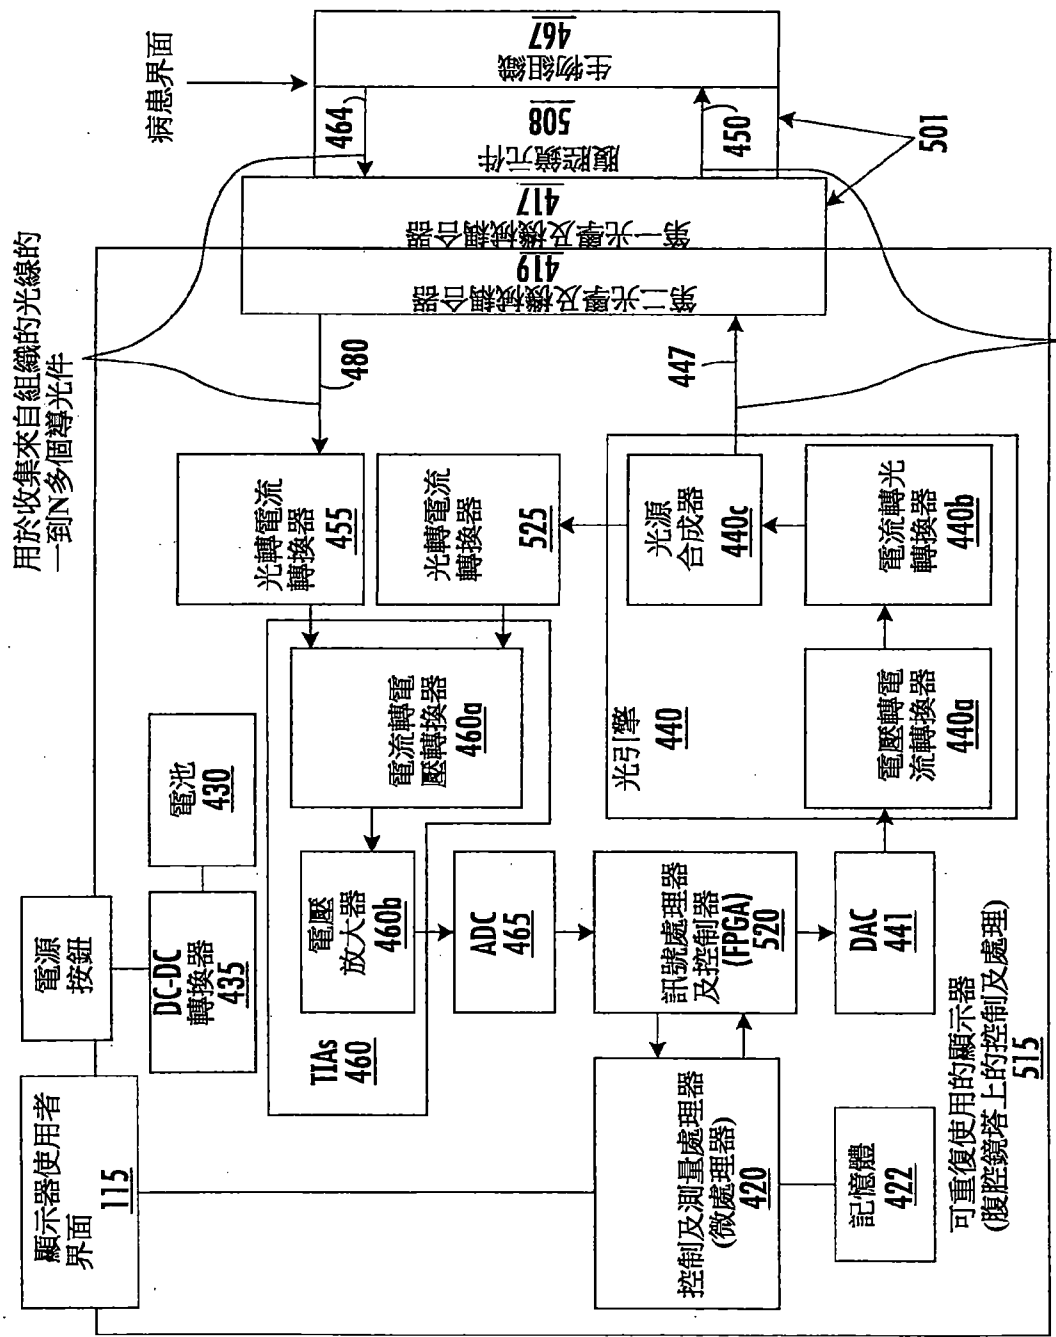 用於收集來自組織的光線的
一到N多個導光件
病患界面
464
腹腔鏡元件
508
450
生物組織
467
501
第一光學及機械耦合器
417
第二光學及機械耦合器
419
480
447
光轉電流
轉換器
455
光轉電流
轉換器
525
光源
合成器
440c
電流轉光
轉換器
440b
電壓轉電
流轉換器
440a
光引擎
440
電流轉電
壓轉換器
460a
電壓
放大器
460b
TIAs
460
電池
430
DC-DC
轉換器
435
電源
按鈕
ADC
465
訊號處理器
及控制器
(FPGA)
520
DAC
441
顯示器使用者
界面
115
控制及測量處理器
(微處理器)
420
記憶體
422
可重復使用的顯示器
(腹腔鏡塔上的控制及處理)
515